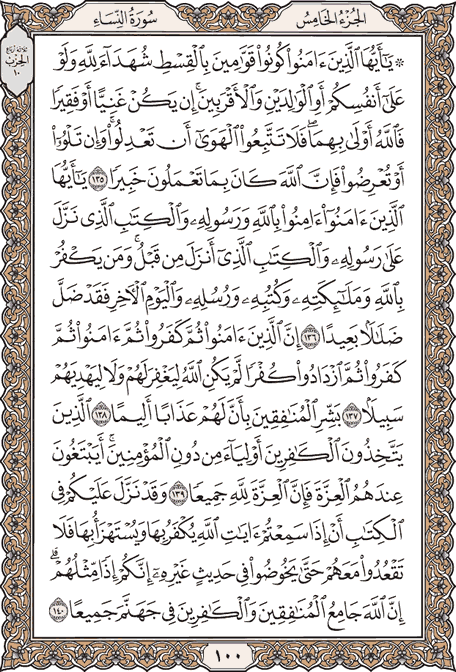 الجزء الخامس
سورة النساء
ثلاثة أرباع
الحزب
١٠
۞ يَٰٓأَيُّهَا ٱلَّذِينَ ءَامَنُوا۟ كُونُوا۟ قَوَّٰمِينَ بِٱلْقِسْطِ شُهَدَآءَ لِلَّهِ وَلَوْ
عَلَىٰٓ أَنفُسِكُمْ أَوِ ٱلْوَٰلِدَيْنِ وَٱلْأَقْرَبِينَ ۚ إِن يَكُنْ غَنِيًّا أَوْ فَقِيرًا
فَٱللَّهُ أَوْلَىٰ بِهِمَا ۖ فَلَا تَتَّبِعُوا۟ ٱلْهَوَىٰٓ أَن تَعْدِلُوا۟ ۚ وَإِن تَلْوُۥٓا۟
أَوْ تُعْرِضُوا۟ فَإِنَّ ٱللَّهَ كَانَ بِمَا تَعْمَلُونَ خَبِيرًا ١٣٥ يَٰٓأَيُّهَا
ٱلَّذِينَ ءَامَنُوٓا۟ ءَامِنُوا۟ بِٱللَّهِ وَرَسُولِهِۦ وَٱلْكِتَٰبِ ٱلَّذِى نَزَّلَ
عَلَىٰ رَسُولِهِۦ وَٱلْكِتَٰبِ ٱلَّذِىٓ أَنزَلَ مِن قَبْلُ ۚ وَمَن يَكْفُرْ
بِٱللَّهِ وَمَلَٰٓئِكَتِهِۦ وَكُتُبِهِۦ وَرُسُلِهِۦ وَٱلْيَوْمِ ٱلْـَٔاخِرِ فَقَدْ ضَلَّ
ضَلَٰلًۢا بَعِيدًا ١٣٦ إِنَّ ٱلَّذِينَ ءَامَنُوا۟ ثُمَّ كَفَرُوا۟ ثُمَّ ءَامَنُوا۟ ثُمَّ
كَفَرُوا۟ ثُمَّ ٱزْدَادُوا۟ كُفْرًا لَّمْ يَكُنِ ٱللَّهُ لِيَغْفِرَ لَهُمْ وَلَا لِيَهْدِيَهُمْ
سَبِيلًۢا ١٣٧ بَشِّرِ ٱلْمُنَٰفِقِينَ بِأَنَّ لَهُمْ عَذَابًا أَلِيمًا ١٣٨ ٱلَّذِينَ
يَتَّخِذُونَ ٱلْكَٰفِرِينَ أَوْلِيَآءَ مِن دُونِ ٱلْمُؤْمِنِينَ ۚ أَيَبْتَغُونَ
عِندَهُمُ ٱلْعِزَّةَ فَإِنَّ ٱلْعِزَّةَ لِلَّهِ جَمِيعًا ١٣٩ وَقَدْ نَزَّلَ عَلَيْكُمْ فِى
ٱلْكِتَٰبِ أَنْ إِذَا سَمِعْتُمْ ءَايَٰتِ ٱللَّهِ يُكْفَرُ بِهَا وَيُسْتَهْزَأُ بِهَا فَلَا
تَقْعُدُوا۟ مَعَهُمْ حَتَّىٰ يَخُوضُوا۟ فِى حَدِيثٍ غَيْرِهِۦٓ ۚ إِنَّكُمْ إِذًا مِّثْلُهُمْ ۗ
إِنَّ ٱللَّهَ جَامِعُ ٱلْمُنَٰفِقِينَ وَٱلْكَٰفِرِينَ فِى جَهَنَّمَ جَمِيعًا ١٤٠
١٠٠